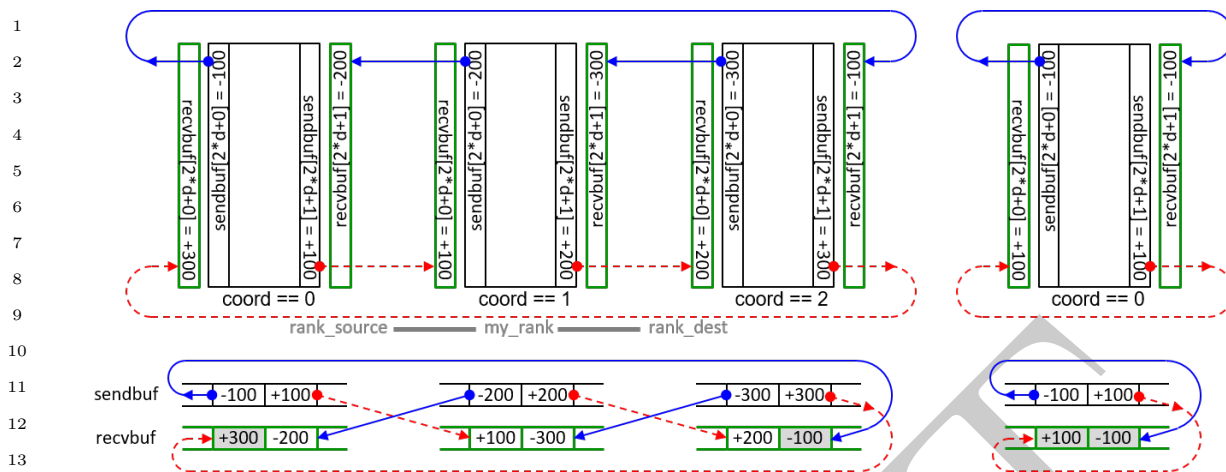 1
2
3
4
5
6
7
8
9
10
11
12
13
recvbuf[2*d+0] = +300
sendbuf[2*d+0] = -100
sendbuf[2*d+1] = +100
recvbuf[2*d+1] = -200
coord == 0
recvbuf[2*d+0] = +100
sendbuf[2*d+0] = -200
sendbuf[2*d+1] = +200
recvbuf[2*d+1] = -300
coord == 1
recvbuf[2*d+0] = +200
sendbuf[2*d+0] = -300
sendbuf[2*d+1] = +300
recvbuf[2*d+1] = -100
coord == 2
recvbuf[2*d+0] = +100
sendbuf[2*d+0] = -100
sendbuf[2*d+1] = +100
recvbuf[2*d+1] = -100
coord == 0
rank_source my_rank rank_dest
sendbuf -100 +100 -200 +200 -300 +300 -100 +100
recvbuf +300 -200 +100 -300 +200 -100 +100 -100
T